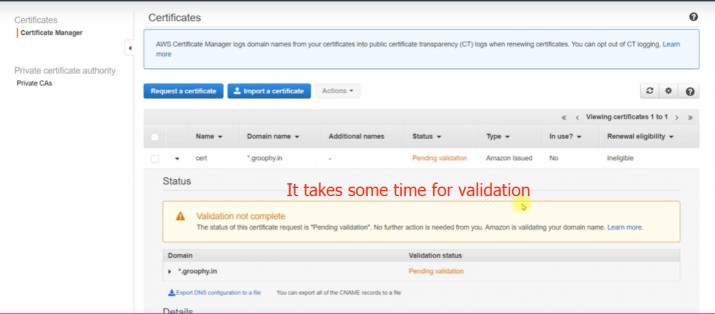 Certificates
Certificate Manager
Private certificate authority
Private CAs
Certificates
AWS Certificate Manager logs domain names from your certificates into public certificate transparency (CT) logs when renewing certificates. You can opt out of CT logging. Learn
more
Request a certificate Import a certificate Actions
« < Viewing certificates 1 to 1 > »
Name Domain name Additional names Status Type In use? Renewal eligibility
cert *.groophy.in - Pending validation Amazon Issued No Ineligible
Status
It takes some time for validation
Validation not complete
The status of this certificate request is "Pending validation". No further action is needed from you. Amazon is validating your domain name. Learn more.
Domain Validation status
*.groophy.in Pending validation
Export DNS configuration to a file You can export all of the CNAME records to a file
Details